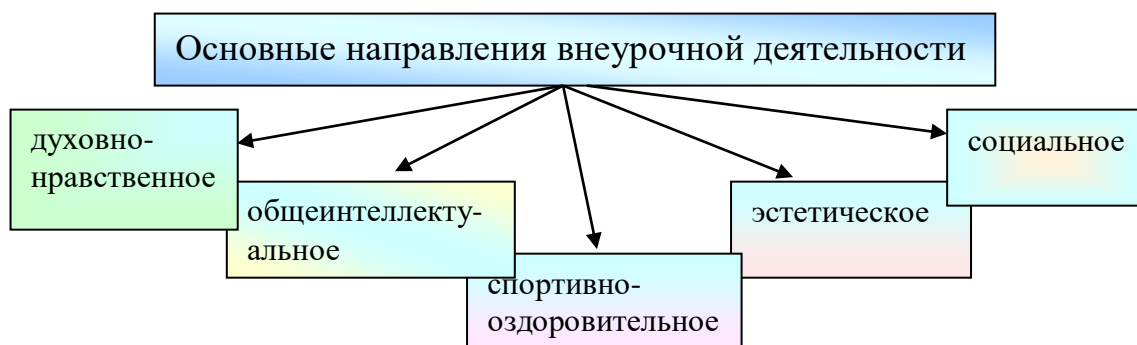 Основные направления внеурочной деятельности
духовно-
нравственное
общеинтеллекту-
альное
спортивно-
оздоровительное
эстетическое
социальное